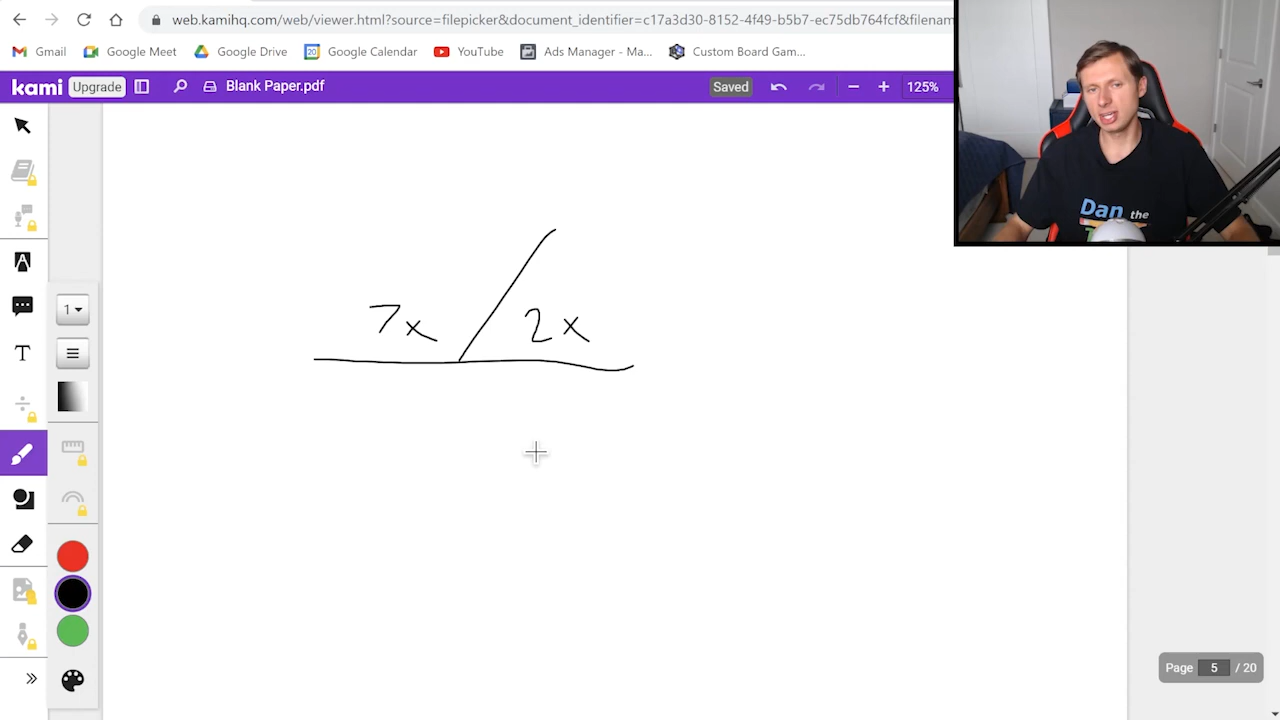 web.kamihq.com/web/viewer.html?source=filepicker&document_identifier=c17a3d30-8152-4f49-b5b7-ec75db764fcf&filenam
Gmail Google Meet Google Drive 20 Google Calendar YouTube Ads Manager - Ma... Custom Board Gam...
kami Upgrade Blank Paper.pdf Saved 125%
Dan the
7x / 2x
1
A
T
Page 5 / 20